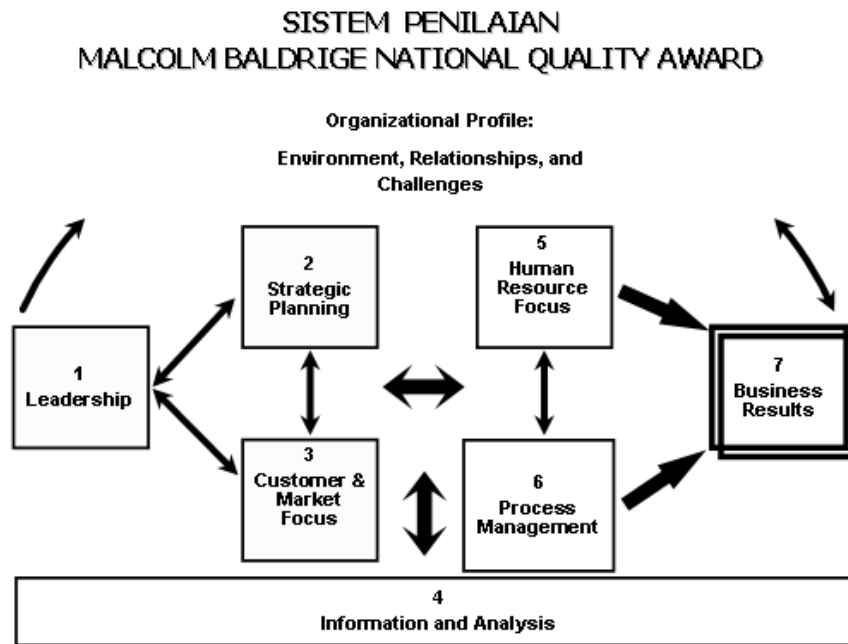 SISTEM PENILAIAN
MALCOLM BALDRIGE NATIONAL QUALITY AWARD
Organizational Profile:
Environment, Relationships, and
Challenges
1
Leadership
2
Strategic
Planning
3
Customer &
Market
Focus
5
Human
Resource
Focus
6
Process
Management
7
Business
Results
4
Information and Analysis